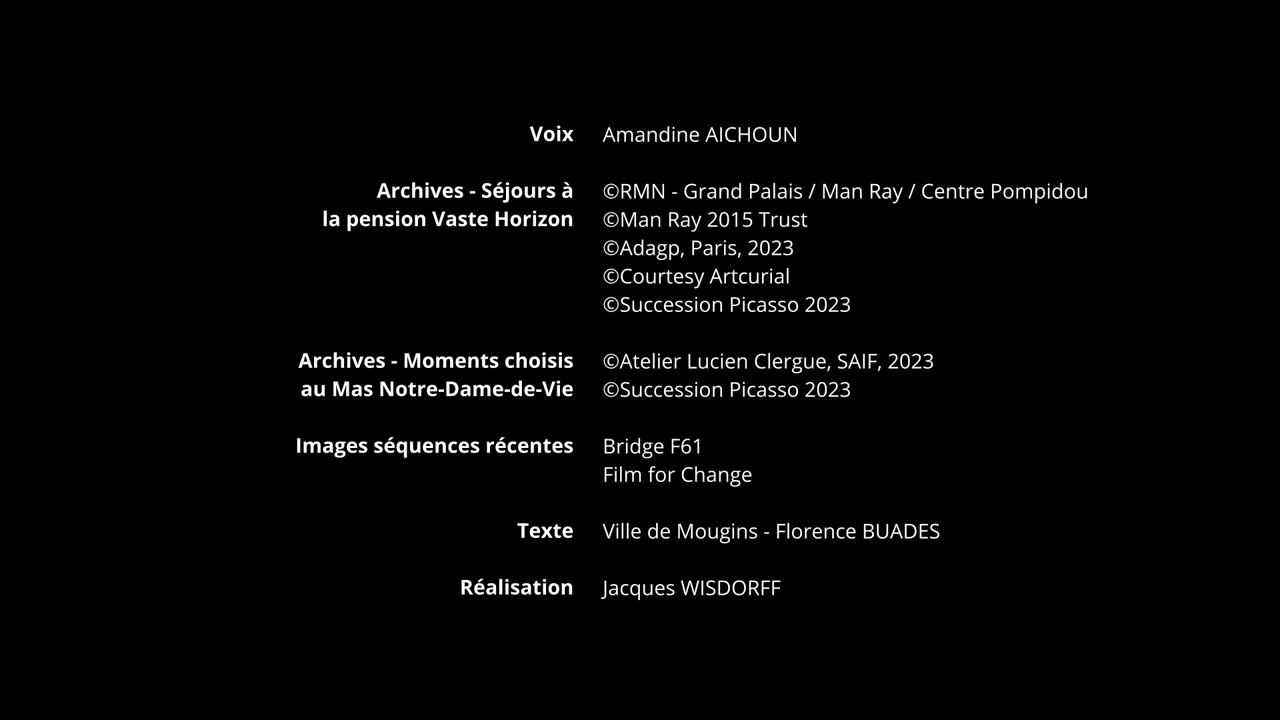 Voix Amandine AICHOUN
Archives - Séjours à ©RMN - Grand Palais / Man Ray / Centre Pompidou
la pension Vaste Horizon ©Man Ray 2015 Trust
©Adagp, Paris, 2023
©Courtesy Artcurial
©Succession Picasso 2023
Archives - Moments choisis ©Atelier Lucien Clergue, SAIF, 2023
au Mas Notre-Dame-de-Vie ©Succession Picasso 2023
Images séquences récentes Bridge F61
Film for Change
Texte Ville de Mougins - Florence BUADES
Réalisation Jacques WISDORFF